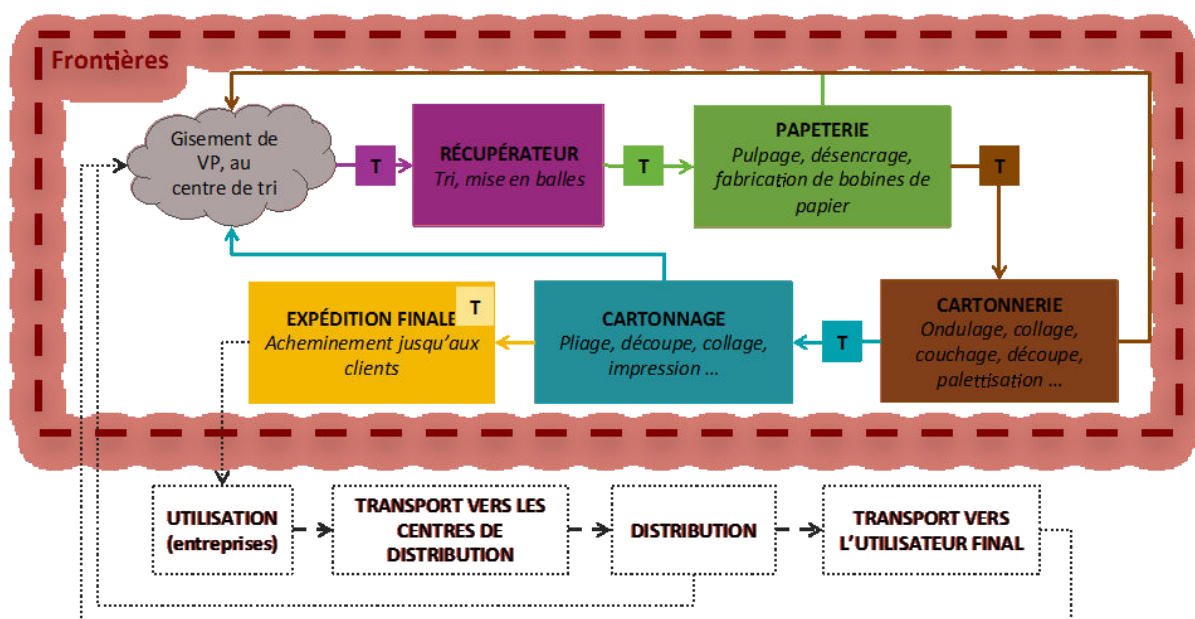 Frontières
Gisement de
VP, au
centre de tri
T
RÉCUPÉRATEUR
Tri, mise en balles
T
PAPETERIE
Pulpage, désencrage,
fabrication de bobines de
papier
T
EXPÉDITION FINALE
T
Acheminement jusqu'aux
clients
CARTONNAGE
Pliage, découpe, collage,
impression ...
T
CARTONNERIE
Ondulage, collage,
couchage, découpe,
palettisation ...
UTILISATION
(entreprises)
TRANSPORT VERS LES
CENTRES DE
DISTRIBUTION
DISTRIBUTION
TRANSPORT VERS
L'UTILISATEUR FINAL